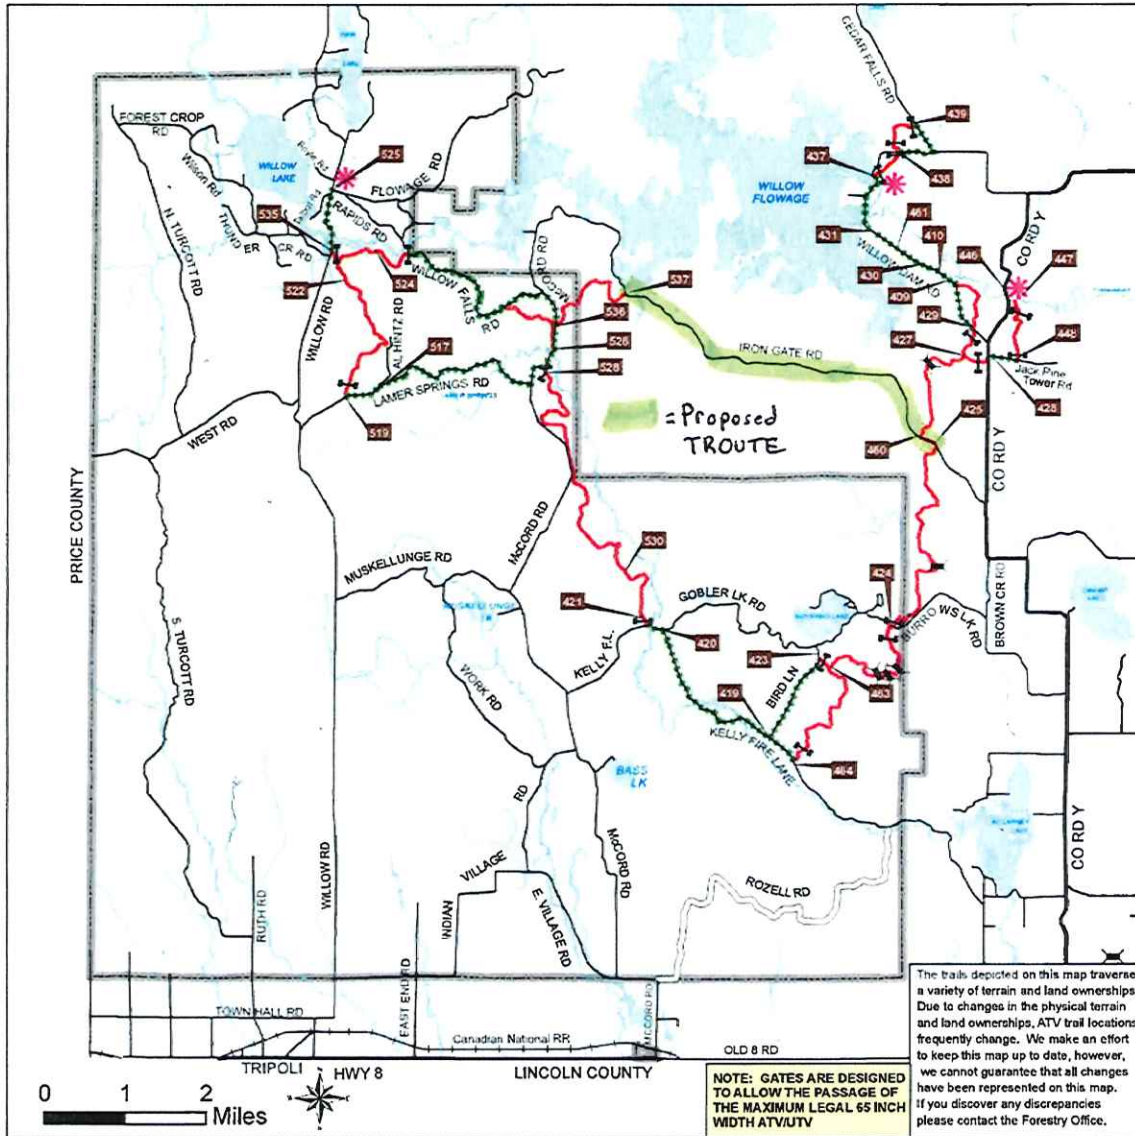 CEDAR FALLS RD
439
FOREST CROP
RD
Wilson Rd
WILLOW
LAKE
525
FLOWAGE RD
RAPIDS RD
535
THUNDER CR RD
N. TURCOTT RD
522
524
WILLOW FALLS
RD
McCORD RD
537
536
526
528
WILLOW RD
AL HINTZ RD
517
LAMER SPRINGS RD
519
WEST RD
437
438
WILLOW
FLOWAGE
461
431
410
430
WILLOW DAM RD
409
446
CO RD Y
447
429
427
448
Jack Pine
Tower Rd
428
IRON GATE RD
425
460
CO RD Y
= Proposed
TROUTE
PRICE COUNTY
McCORD RD
MUSKELLUNGE RD
530
421
GOBLER LK RD
424
BURROWS LK RD
BROWN CR RD
420
KELLY F.L.
423
BIRD LN
463
419
KELLY FIRE LANE
464
S TURCOTT RD
WORK RD
BASS
LK
CO RD Y
McCORD RD
VILLAGE
RD
INDIAN
E. VILLAGE RD
ROZELL RD
RUTH RD
WILLOW RD
EAST END RD
TOWN HALL RD
Canadian National RR
McCORD RD
OLD 8 RD
TRIPOLI
HWY 8
LINCOLN COUNTY
0 1 2
Miles
NOTE: GATES ARE DESIGNED
TO ALLOW THE PASSAGE OF
THE MAXIMUM LEGAL 65 INCH
WIDTH ATV/UTV
The trails depicted on this map traverse
a variety of terrain and land ownerships
Due to changes in the physical terrain
and land ownerships, ATV trail locations
frequently change. We make an effort
to keep this map up to date, however,
we cannot guarantee that all changes
have been represented on this map.
If you discover any discrepancies
please contact the Forestry Office.